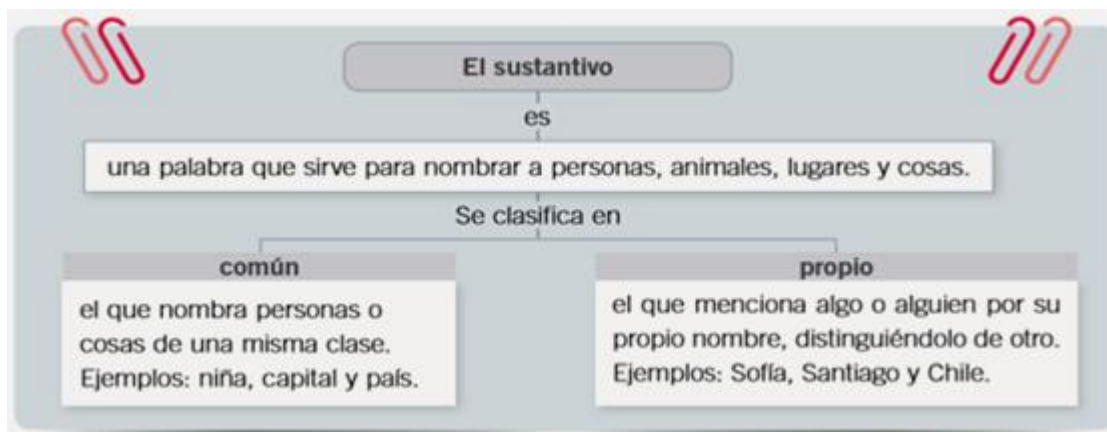 El sustantivo
es
una palabra que sirve para nombrar a personas, animales, lugares y cosas.
Se clasifica en
común
el que nombra personas o
cosas de una misma clase.
Ejemplos: niña, capital y país.
propio
el que menciona algo o alguien por su
propio nombre, distinguiéndolo de otro.
Ejemplos: Sofía, Santiago y Chile.